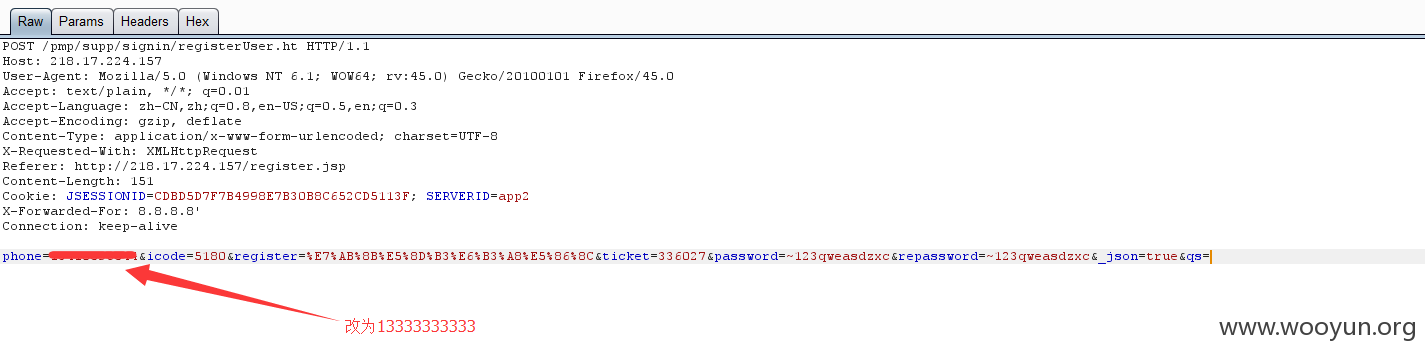 Raw Params Headers Hex
POST /pmp/supp/signin/registerUser.ht HTTP/1.1
Host: 218.17.224.157
User-Agent: Mozilla/5.0 (Windows NT 6.1; WOW64; rv:45.0) Gecko/20100101 Firefox/45.0
Accept: text/plain, */*; q=0.01
Accept-Language: zh-CN,zh;q=0.8,en-US;q=0.5,en;q=0.3
Accept-Encoding: gzip, deflate
Content-Type: application/x-www-form-urlencoded; charset=UTF-8
X-Requested-With: XMLHttpRequest
Referer: http://218.17.224.157/register.jsp
Content-Length: 151
Cookie: JSESSIONID=CDBD5D7F7B4998E7B30B8C652CD5113F; SERVERID=app2
X-Forwarded-For: 8.8.8.8'
Connection: keep-alive
phone=&icode=5180&register=%E7%AB%8B%E5%8D%B3%E6%B3%A8%E5%86%8C&ticket=336027&password=~123qweasdzxc&repassword=~123qweasdzxc&_json=true&qs=
改为13333333333
www.wooyun.org